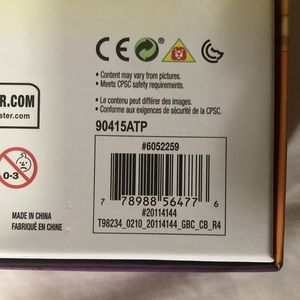 CE
• Content may vary from pictures.
• Meets CPSC safety requirements.
• Le contenu peut différer des images.
• Conforme aux exigences de sécurité de la CPSC.
R.COM
ster.com
90415ATP
#6052259
7 78988 56477 6
#20114144
T98234_0210_20114144_GBC_CB_R4
0-3
MADE IN CHINA
FABRIQUÉ EN CHINE